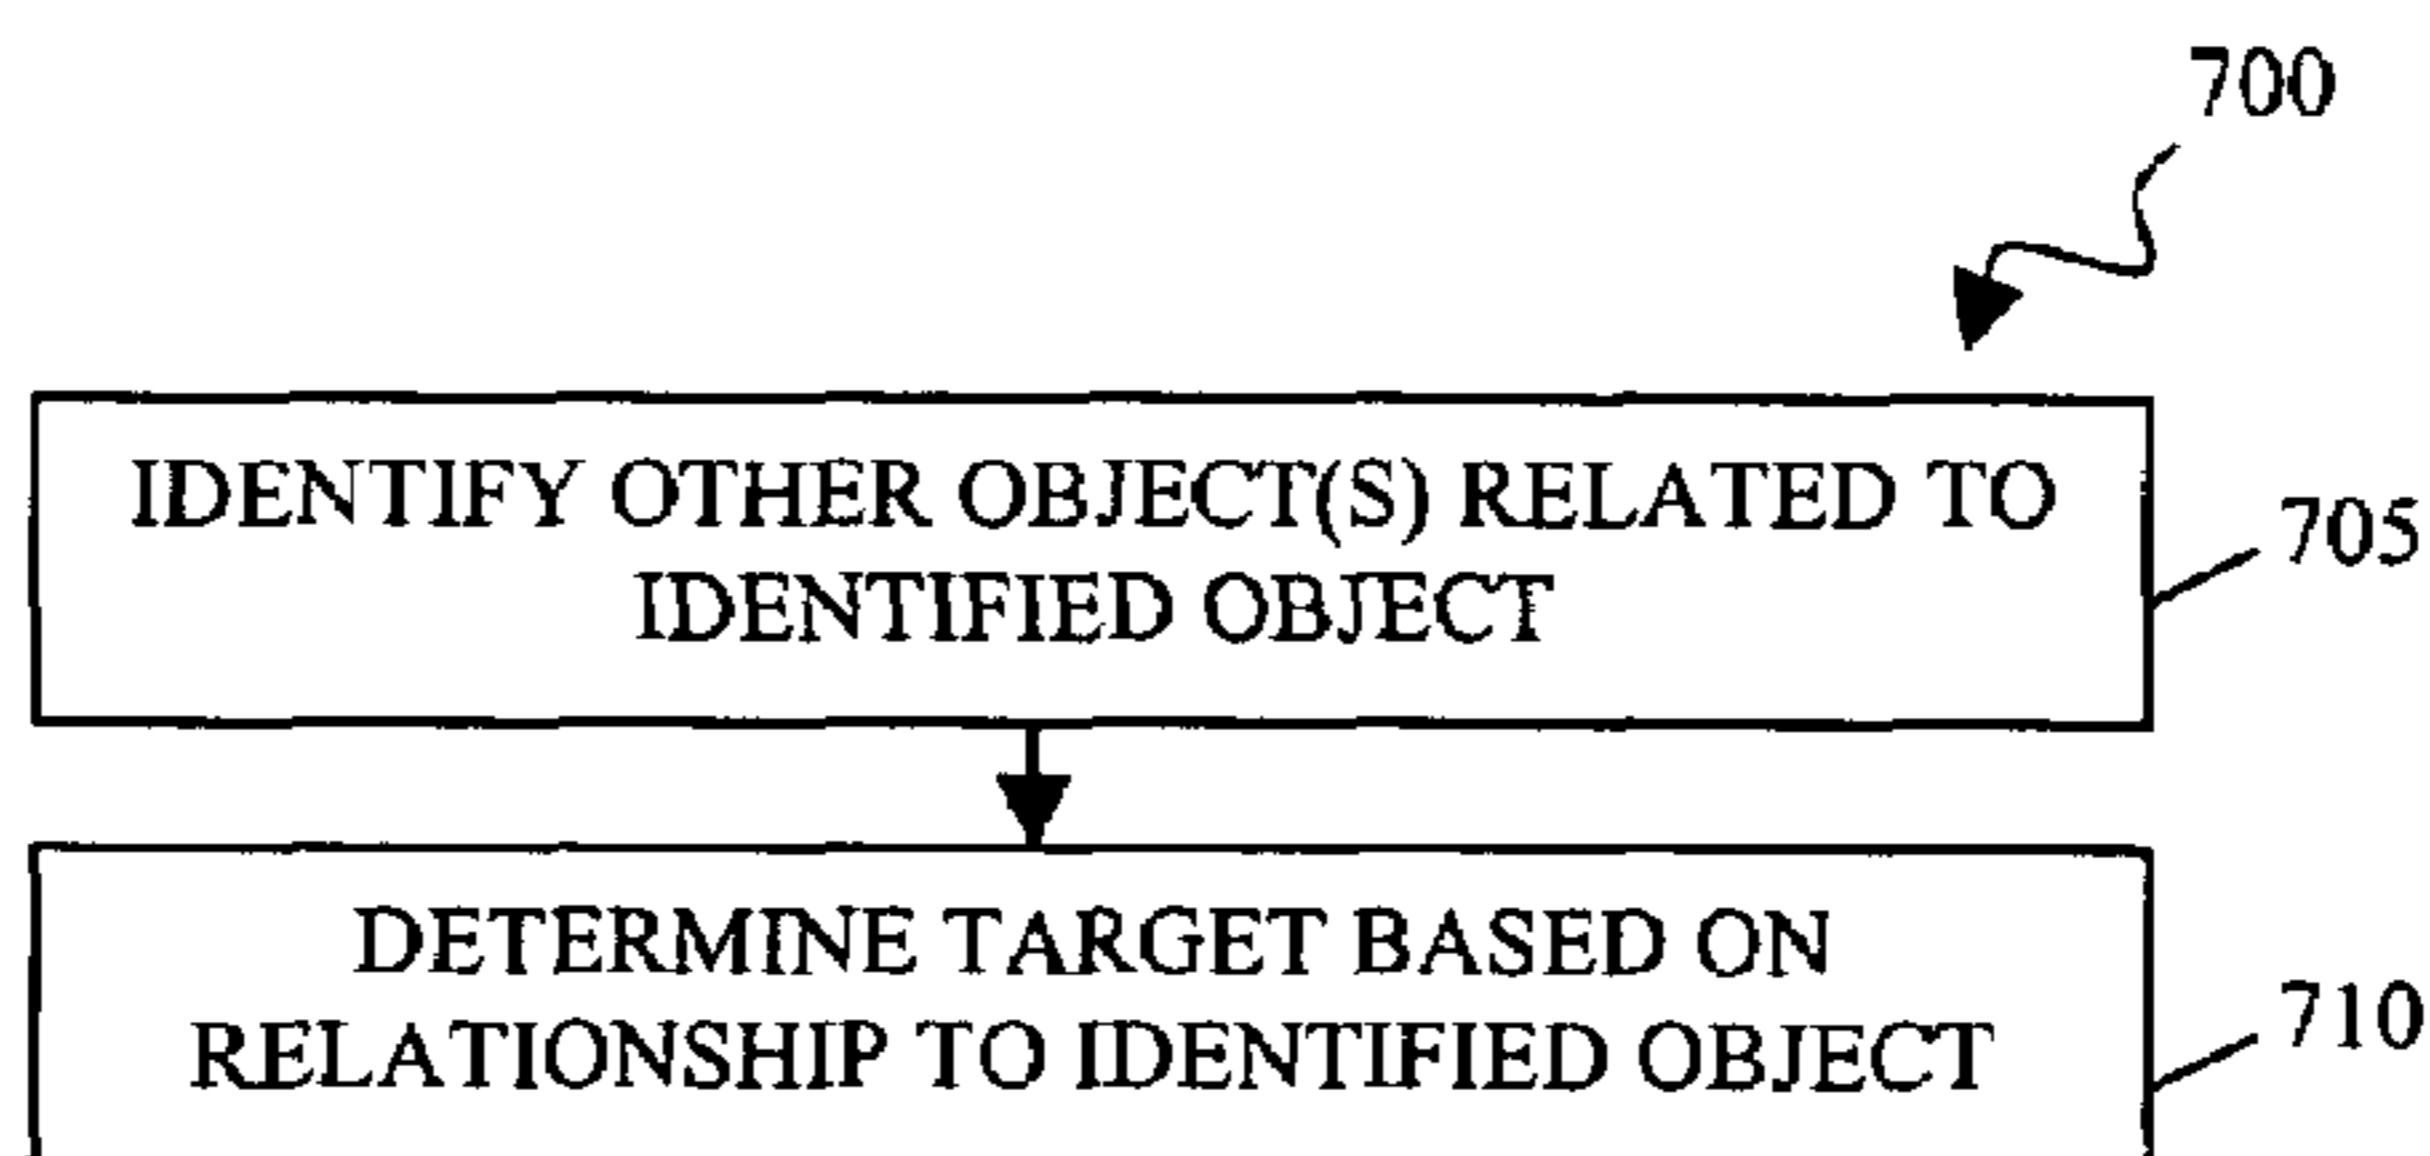 700
IDENTIFY OTHER OBJECT(S) RELATED TO
IDENTIFIED OBJECT
705
DETERMINE TARGET BASED ON
RELATIONSHIP TO IDENTIFIED OBJECT
710